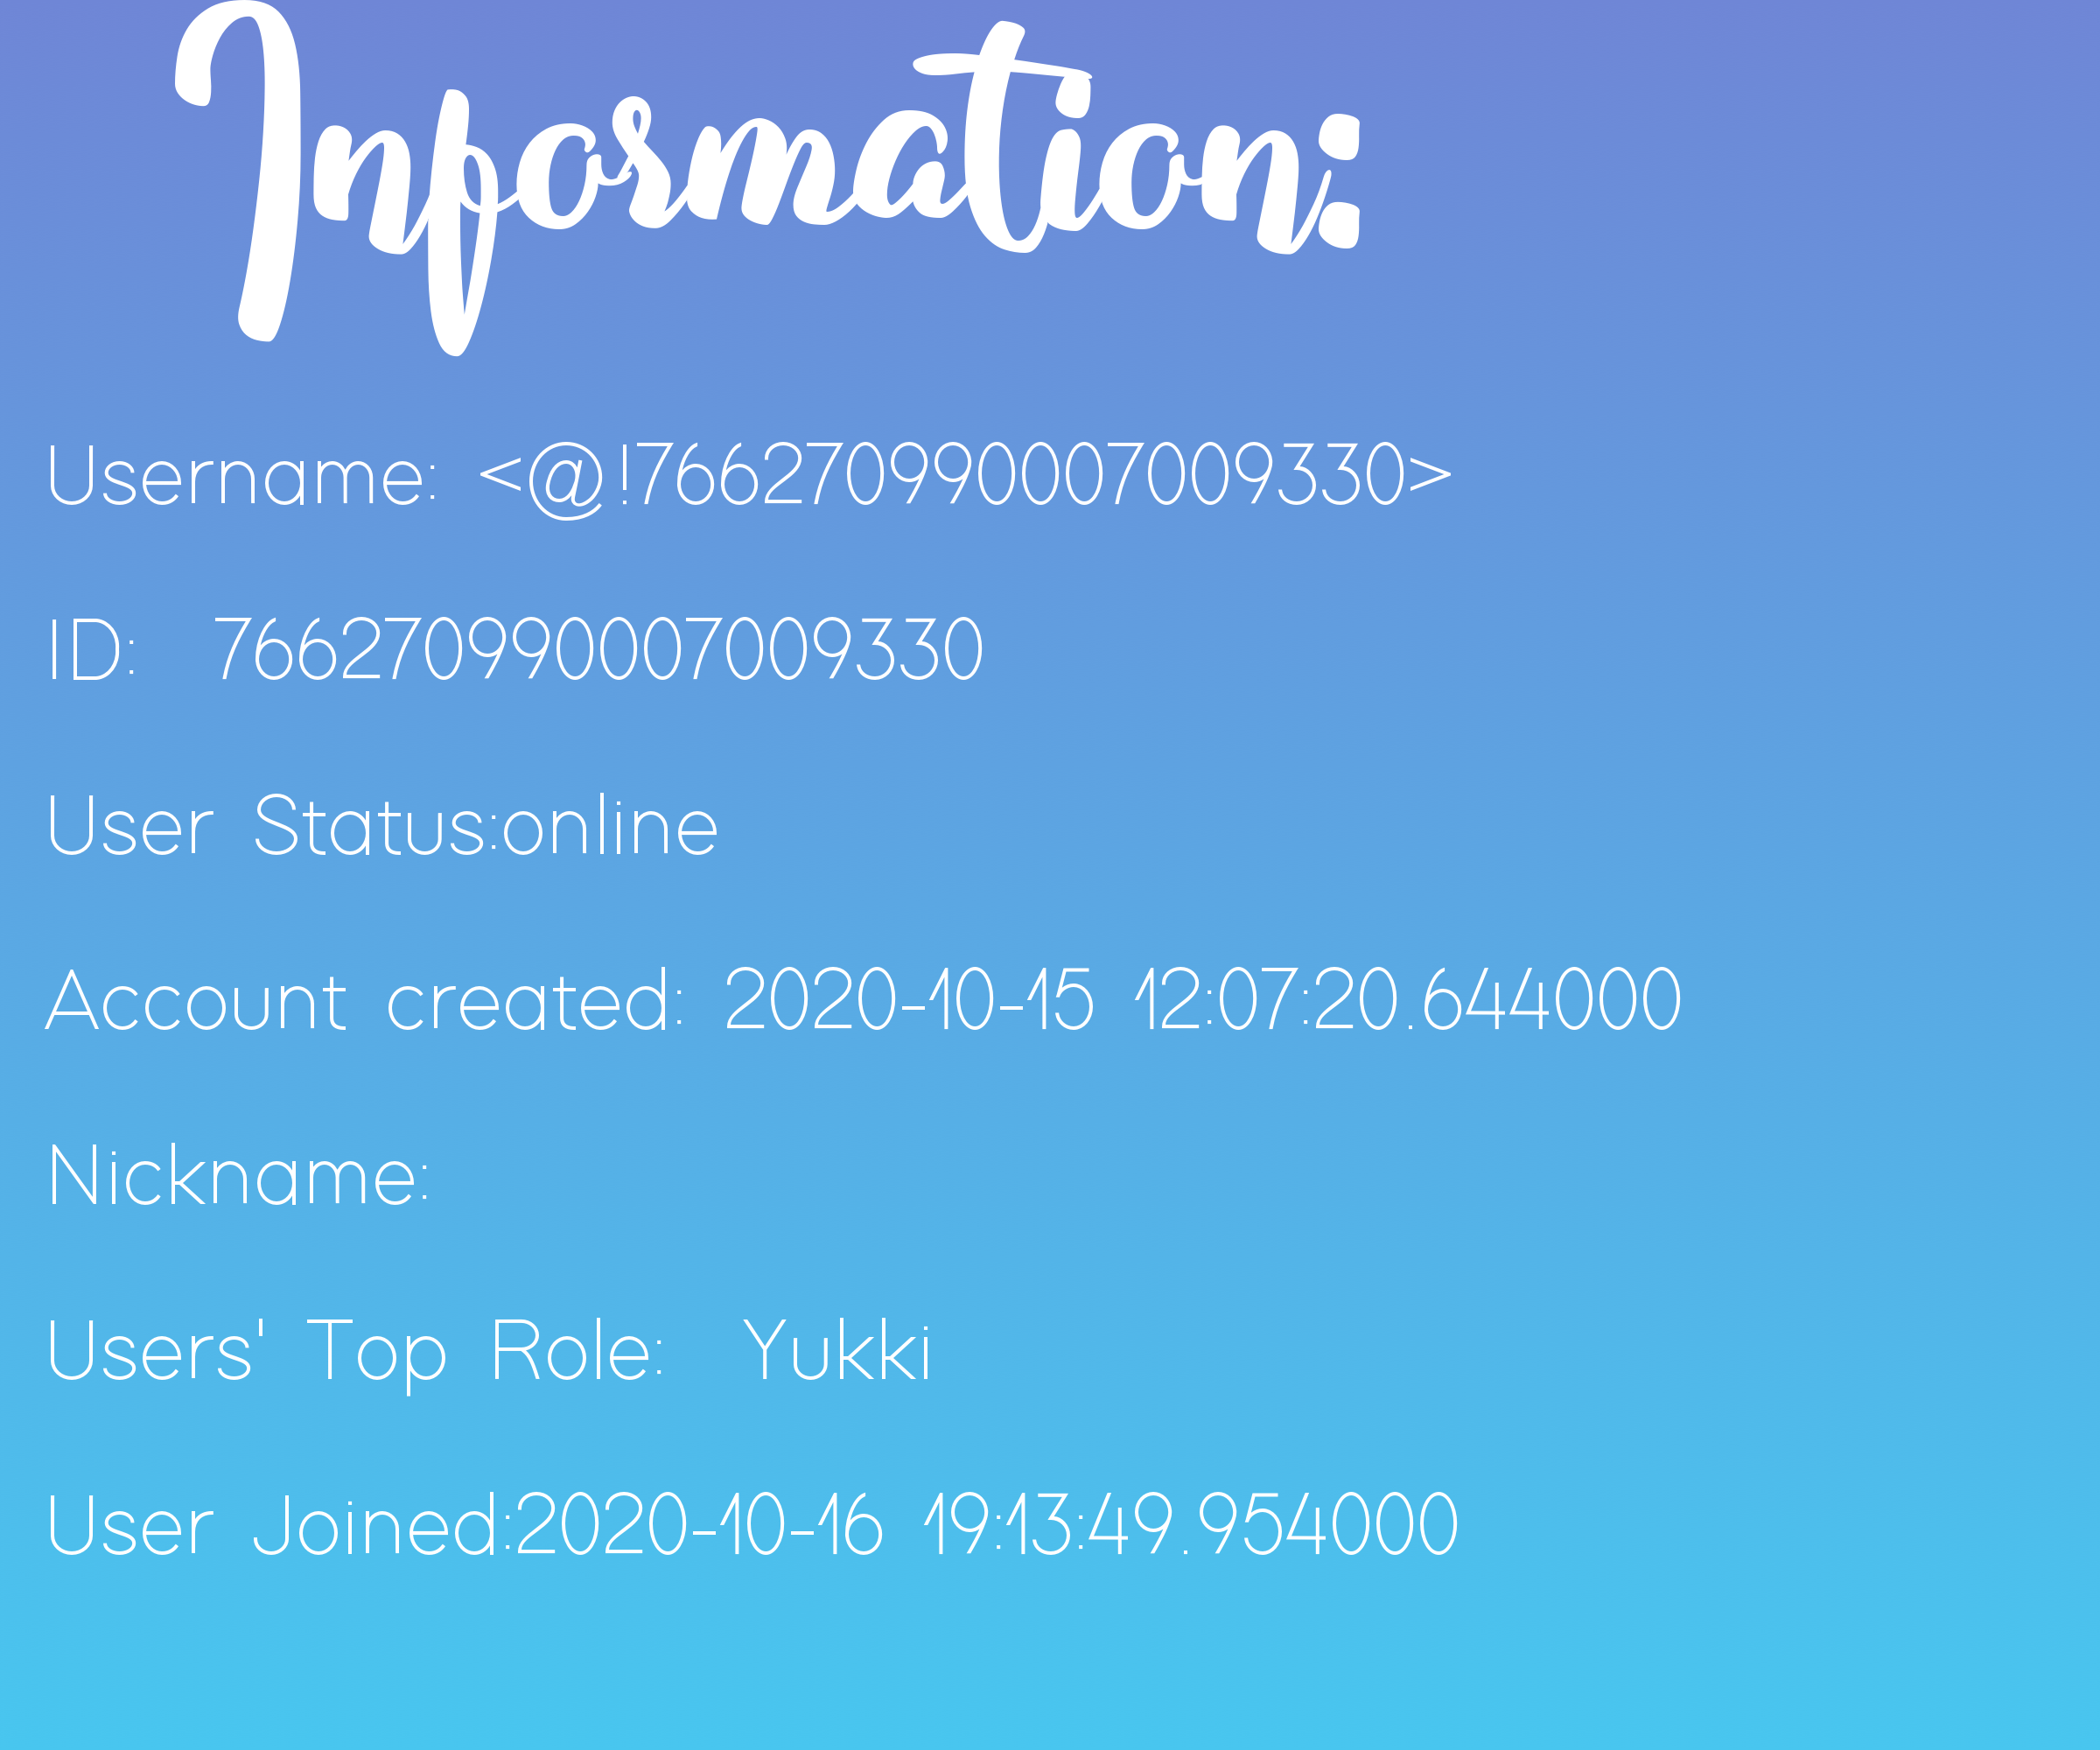 Information:
Username: <@!766270990007009330>
ID: 766270990007009330
User Status:online
Account created: 2020-10-15 12:07:20.644000
Nickname:
Users' Top Role: Yukki
User Joined:2020-10-16 19:13:49.954000